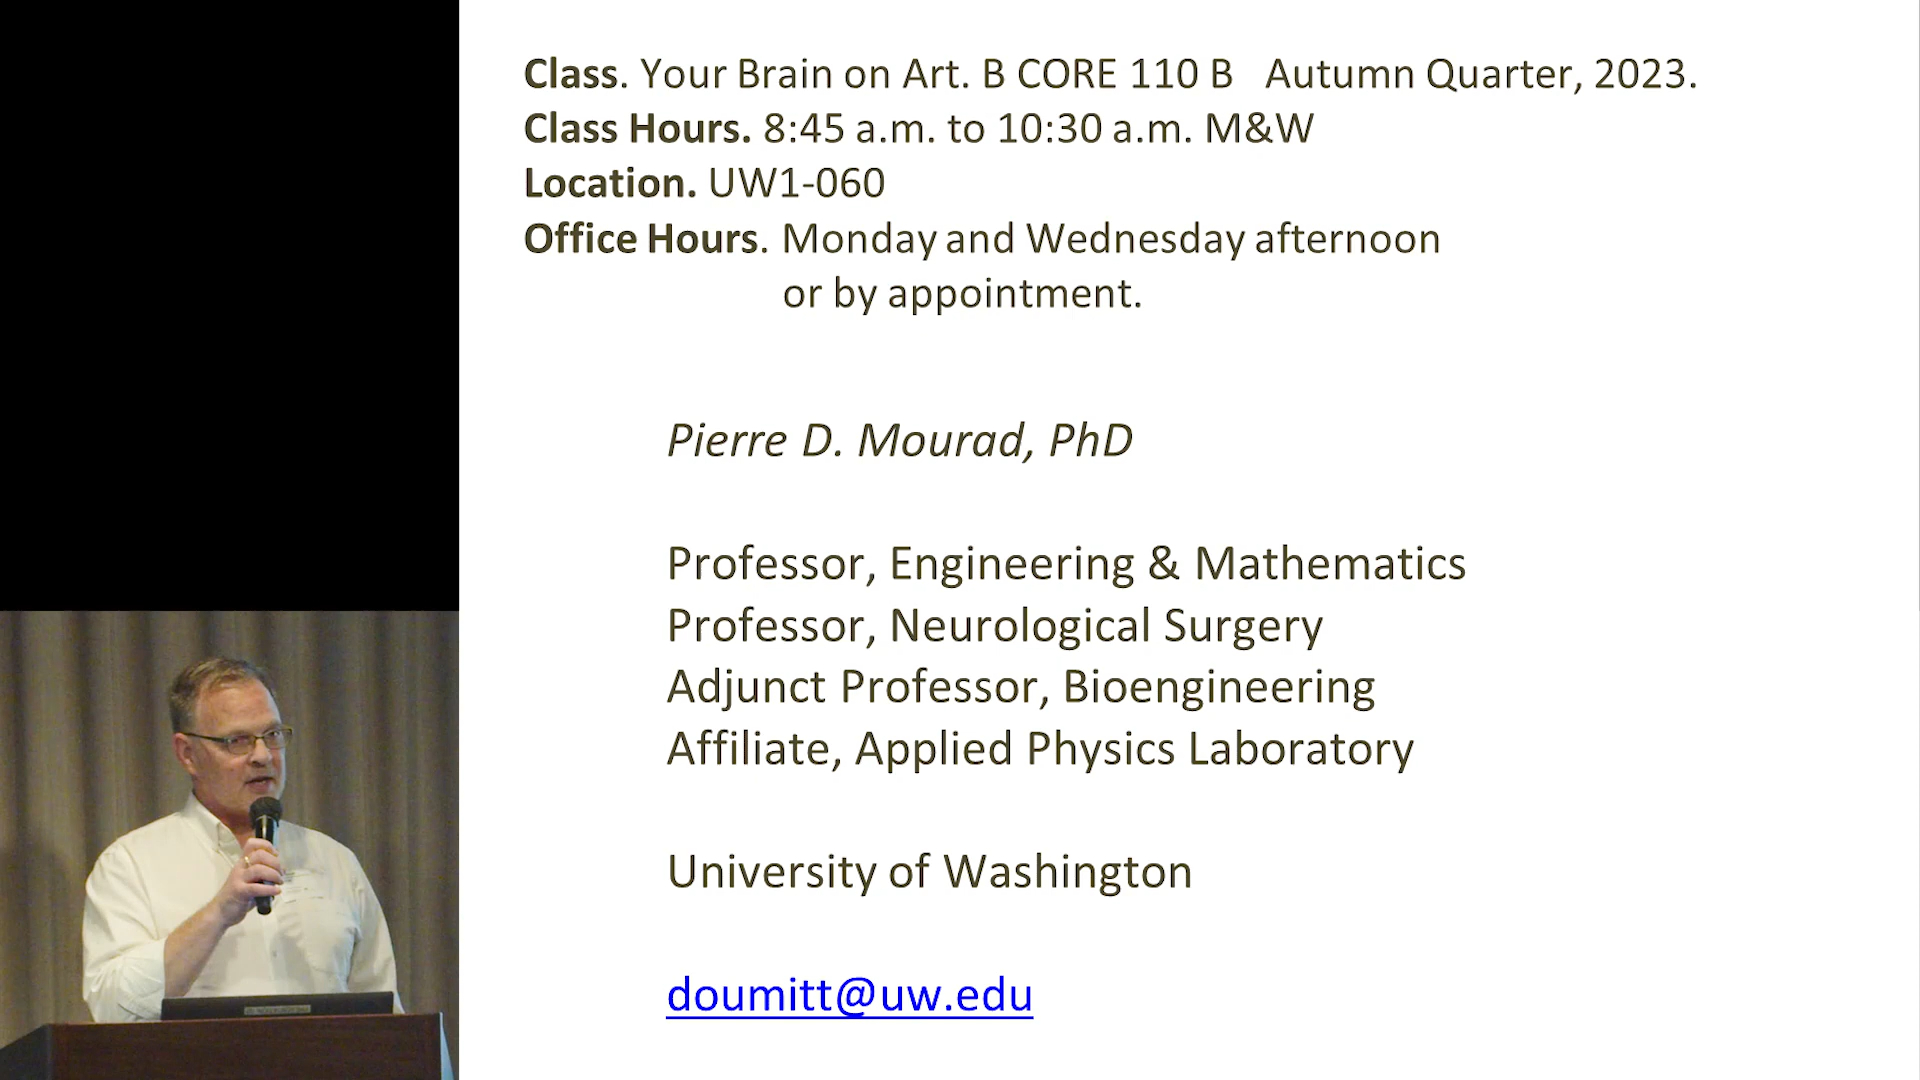 Class. Your Brain on Art. B CORE 110 B Autumn Quarter, 2023.
Class Hours. 8:45 a.m. to 10:30 a.m. M&W
Location. UW1-060
Office Hours. Monday and Wednesday afternoon
or by appointment.
Pierre D. Mourad, PhD
Professor, Engineering & Mathematics
Professor, Neurological Surgery
Adjunct Professor, Bioengineering
Affiliate, Applied Physics Laboratory
University of Washington
doumitt@uw.edu